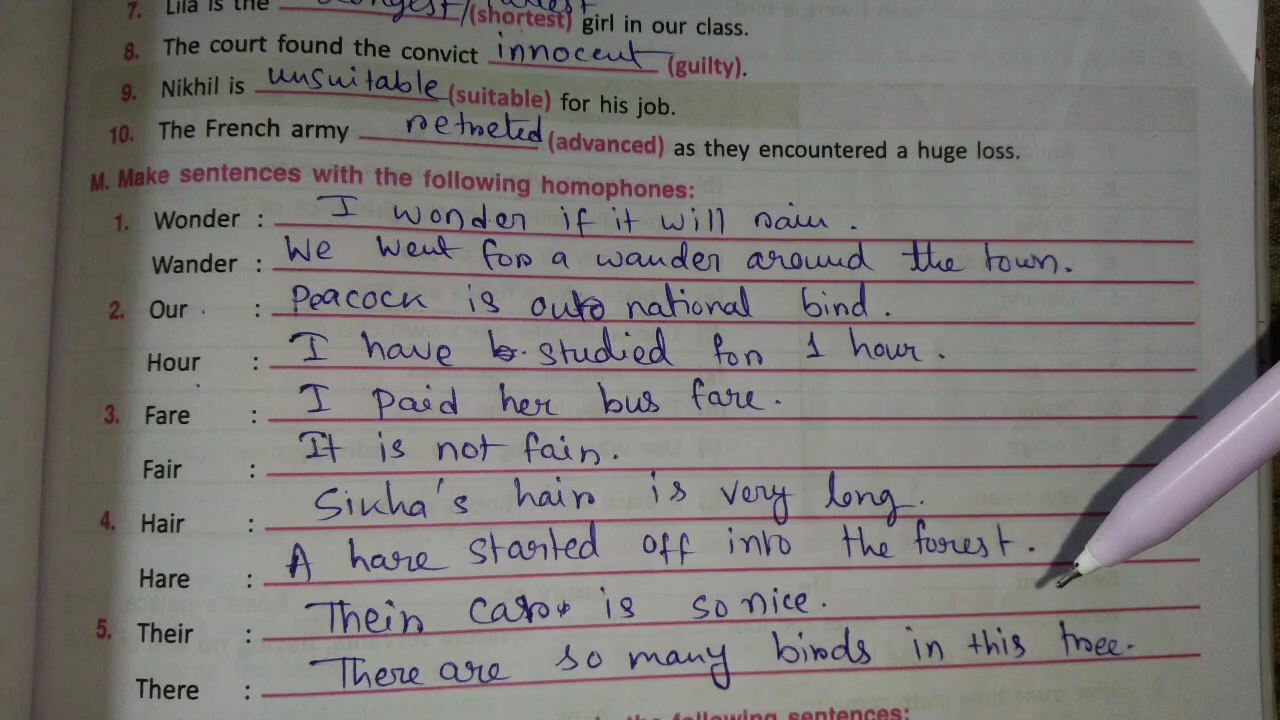 7. Lila is the /(shortest) girl in our class.
8. The court found the convict innocent (guilty).
9. Nikhil is unsuitable (suitable) for his job.
10. The French army retreted (advanced) as they encountered a huge loss.
M. Make sentences with the following homophones:
1. Wonder : I wonder if it will rain.
Wander : We went for a wander around the town.
2. Our : Peacock is our national bird.
Hour : I have studied for 1 hour.
3. Fare : I paid her bus fare.
Fair : It is not fair.
4. Hair : Sikha's hair is very long.
Hare : A hare started off into the forest.
5. Their : Their car is so nice.
There : There are so many birds in this tree.
the following sentences: